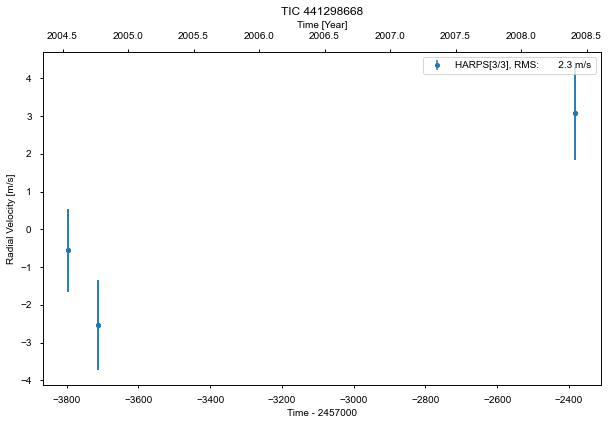 TIC 441298668
Time [Year]
2004.5 2005.0 2005.5 2006.0 2006.5 2007.0 2007.5 2008.0 2008.5
HARPS[3/3], RMS: 2.3 m/s
4
3
2
1
0
−1
−2
−3
−4
Radial Velocity [m/s]
−3800 −3600 −3400 −3200 −3000 −2800 −2600 −2400
Time - 2457000